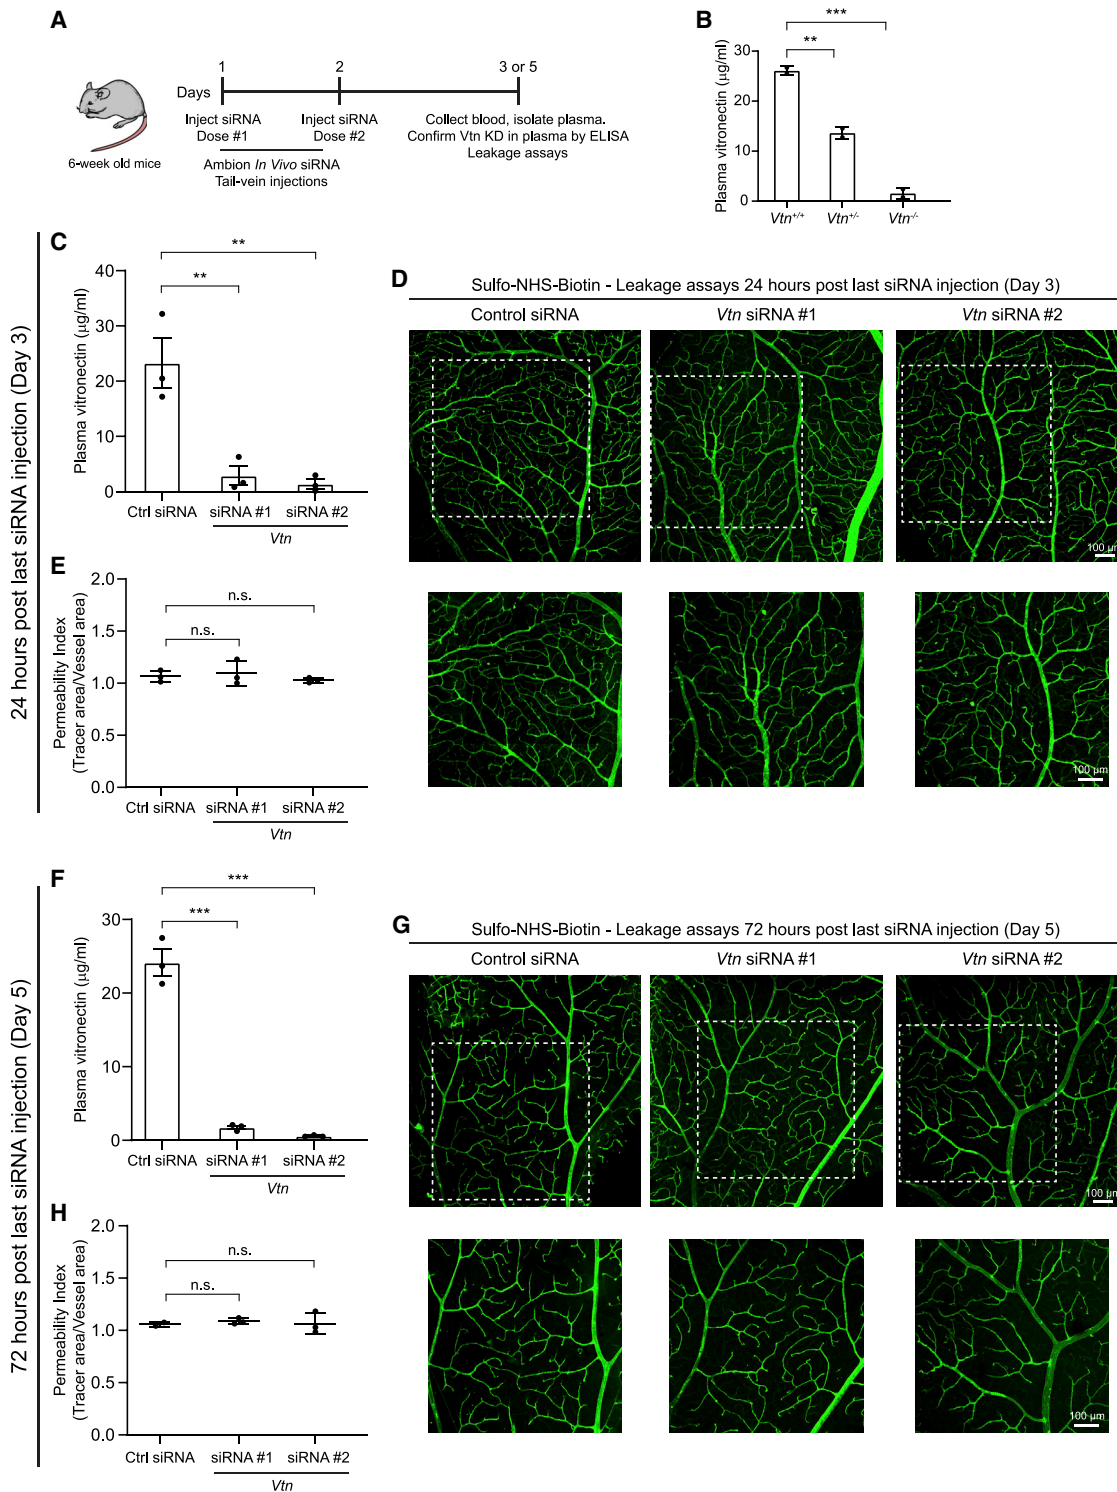 A
1
2
3 or 5
Days
Inject siRNA
Dose #1
Inject siRNA
Dose #2
Collect blood, isolate plasma.
Confirm Vtn KD in plasma by ELISA
Leakage assays
Ambion In Vivo siRNA
Tail-vein injections
6-week old mice
B
***
**
Plasma vitronectin (µg/ml)
30
20
10
0
Vtn+/+
Vtn+/-
Vtn-/-
24 hours post last siRNA injection (Day 3)
C
**
**
Plasma vitronectin (µg/ml)
40
30
20
10
0
Ctrl siRNA
siRNA #1
siRNA #2
Vtn
D
Sulfo-NHS-Biotin - Leakage assays 24 hours post last siRNA injection (Day 3)
Control siRNA
Vtn siRNA #1
Vtn siRNA #2
100 µm
100 µm
E
n.s.
n.s.
Permeability Index
(Tracer area/Vessel area)
2.0
1.5
1.0
0.5
0.0
Ctrl siRNA
siRNA #1
siRNA #2
Vtn
72 hours post last siRNA injection (Day 5)
F
***
***
Plasma vitronectin (µg/ml)
30
20
10
0
Ctrl siRNA
siRNA #1
siRNA #2
Vtn
G
Sulfo-NHS-Biotin - Leakage assays 72 hours post last siRNA injection (Day 5)
Control siRNA
Vtn siRNA #1
Vtn siRNA #2
100 µm
100 µm
H
n.s.
n.s.
Permeability Index
(Tracer area/Vessel area)
2.0
1.5
1.0
0.5
0.0
Ctrl siRNA
siRNA #1
siRNA #2
Vtn